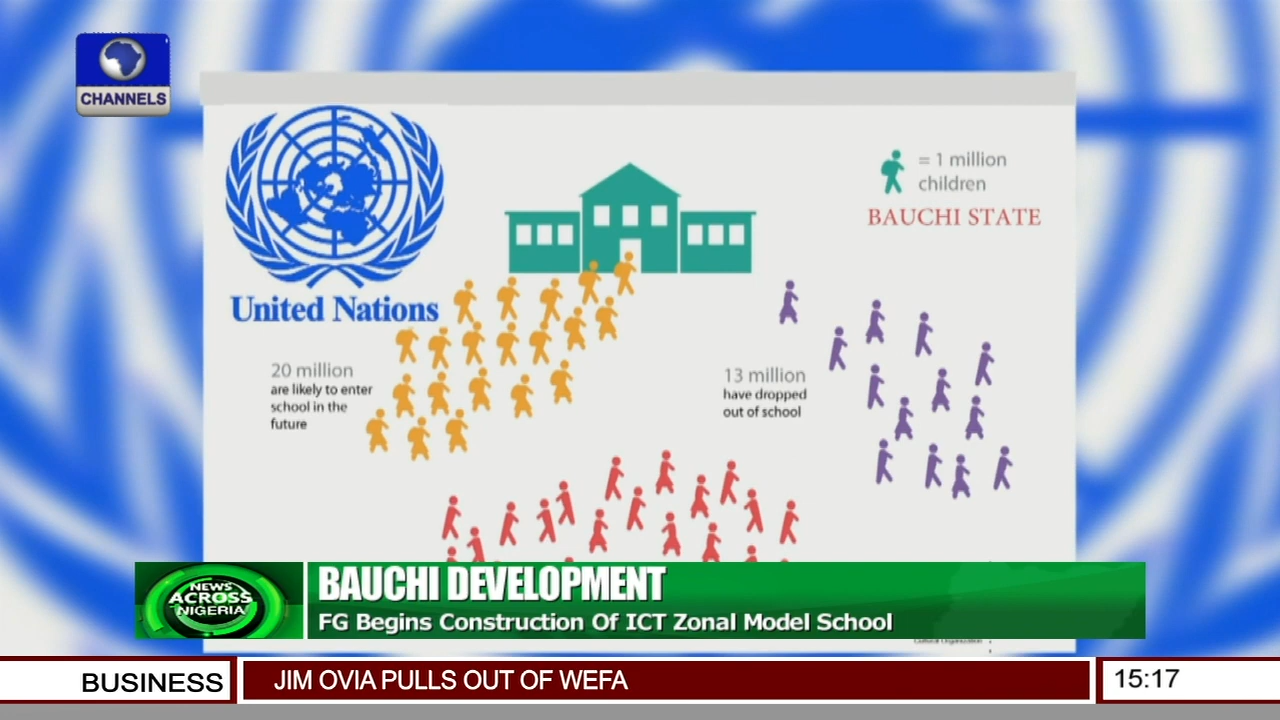 CHANNELS
United Nations
= 1 million
children
BAUCHI STATE
20 million
are likely to enter
school in the
future
13 million
have dropped
out of school
NEWS
ACROSS
NIGERIA
BAUCHI DEVELOPMENT
FG Begins Construction Of ICT Zonal Model School
BUSINESS
JIM OVIA PULLS OUT OF WEFA
15:17